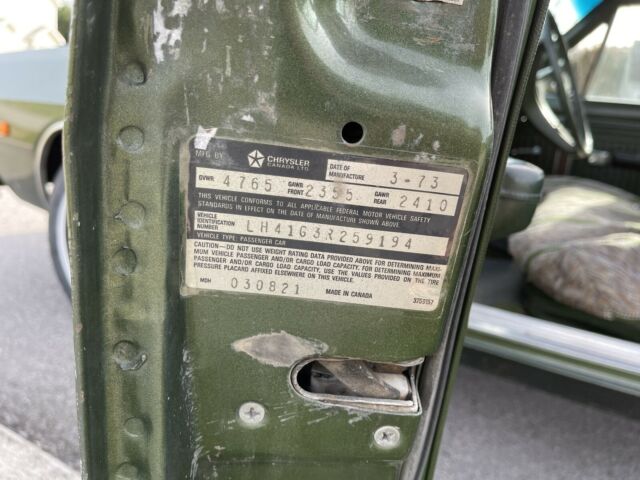 MFG BY CHRYSLER CANADA LTD. DATE OF MANUFACTURE 3-73
GVWR 4765 GAWR FRONT 2355 GAWR REAR 2410
THIS VEHICLE CONFORMS TO ALL APPLICABLE FEDERAL MOTOR VEHICLE SAFETY
STANDARDS IN EFFECT ON THE DATE OF MANUFACTURE SHOWN ABOVE.
VEHICLE IDENTIFICATION NUMBER LH41G3R259194
VEHICLE TYPE: PASSENGER CAR
CAUTION:- DO NOT USE WEIGHT RATING DATA PROVIDED ABOVE FOR DETERMINING MAXI-
MUM VEHICLE PASSENGER AND/OR CARGO LOAD CAPACITY. FOR DETERMINING MAXIMUM
PASSENGER AND/OR CARGO LOAD CAPACITY, USE THE VALUES PROVIDED ON THE TIRE
PRESSURE PLACARD AFFIXED ELSEWHERE ON THIS VEHICLE.
MDH 030821 MADE IN CANADA 3755157